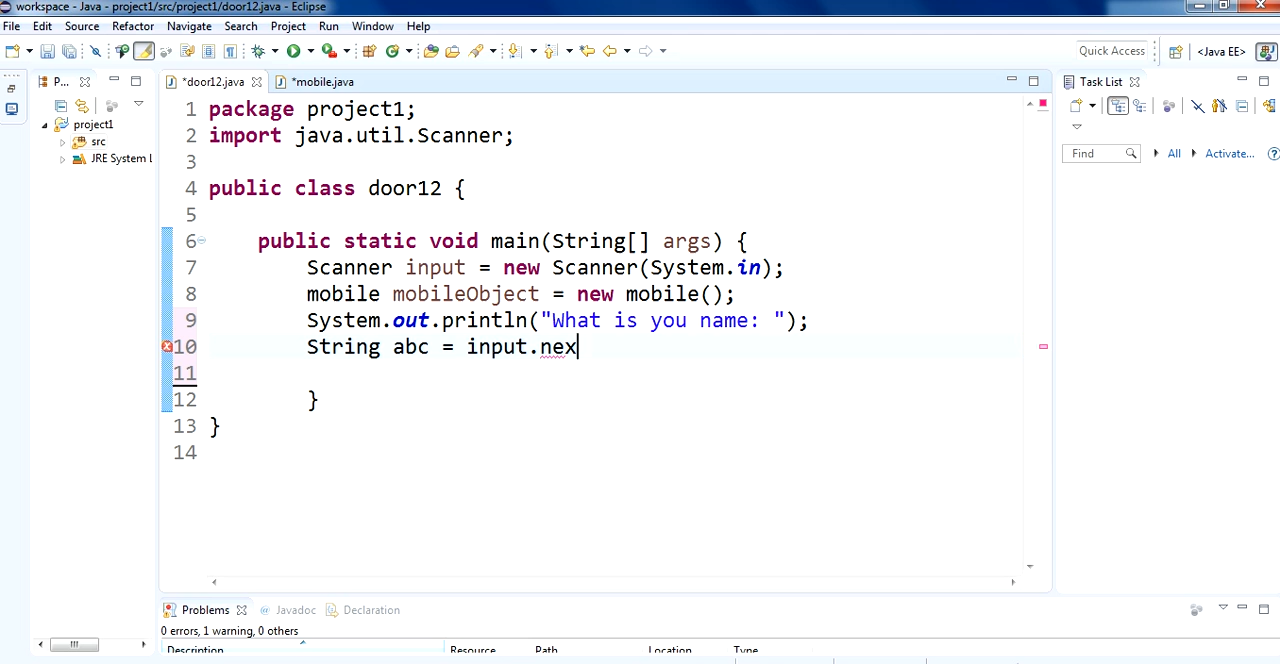 workspace - Java - project1/src/project1/door12.java - Eclipse
File Edit Source Refactor Navigate Search Project Run Window Help
Quick Access <Java EE>
P... *door12.java *mobile.java Task List
project1
src
JRE System L
Find All Activate...
1 package project1;
2 import java.util.Scanner;
3
4 public class door12 {
5
6 public static void main(String[] args) {
7 Scanner input = new Scanner(System.in);
8 mobile mobileObject = new mobile();
9 System.out.println("What is you name: ");
10 String abc = input.nex
11
12 }
13 }
14
Problems @ Javadoc Declaration
0 errors, 1 warning, 0 others
Description Resource Path Location Type